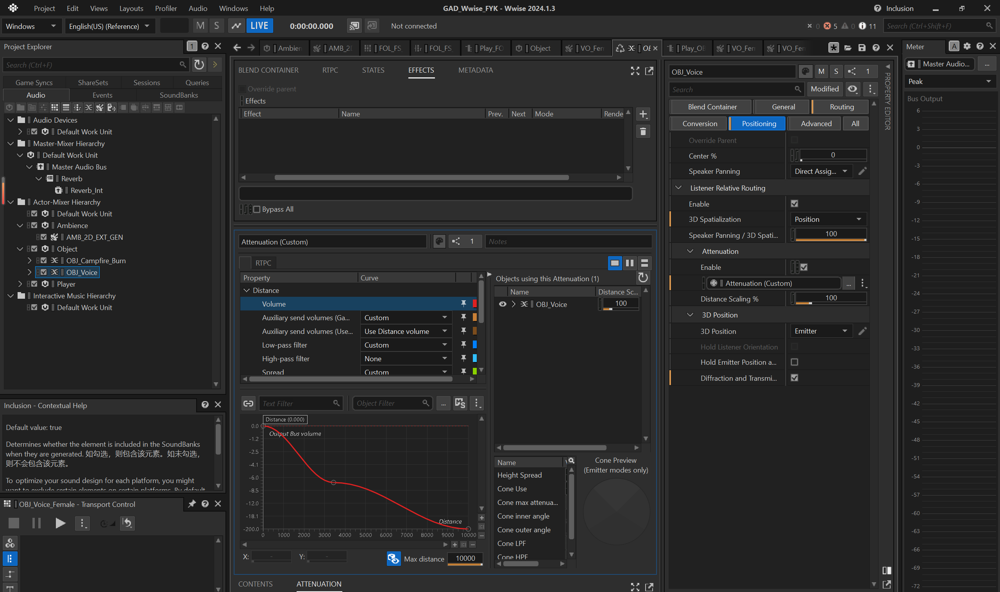 Project Edit Views Layouts Profiler Audio Windows Help
GAD_Wwise_FYK - Wwise 2024.1.3
Inclusion
Windows
English(US) (Reference)
M S
LIVE
0:00:00.000
Not connected
0 5 0 11
Search (Ctrl+Shift+F)
Project Explorer
1
Search (Ctrl+F)
Game Syncs ShareSets Sessions Queries
Audio Events SoundBanks
Audio Devices
Default Work Unit
Master-Mixer Hierarchy
Default Work Unit
Master Audio Bus
Reverb
Reverb_Int
Actor-Mixer Hierarchy
Default Work Unit
Ambience
AMB_2D_EXT_GEN
Object
OBJ_Campfire_Burn
OBJ_Voice
Player
Interactive Music Hierarchy
Default Work Unit
Inclusion - Contextual Help
Default value: true
Determines whether the element is included in the SoundBanks
when they are generated. 如勾选，则包含该元素。如未勾选，
则不会包含该元素。
To optimize your sound design for each platform, you might
want to exclude certain elements on certain platforms. By default
OBJ_Voice_Female - Transport Control
Ambien AMB_2D FOL_FS FOL_FS Play_FO Object VO_Fem OB Play_OB VO_Fem VO_Fem
BLEND CONTAINER RTPC STATES EFFECTS METADATA
Override parent
Effects
Effect Name Prev. Next Mode Rende
Bypass All
Attenuation (Custom)
1
Notes
RTPC
Property Curve
Distance
Volume
Auxiliary send volumes (Ga... Custom
Auxiliary send volumes (Use... Use Distance volume
Low-pass filter Custom
High-pass filter None
Spread Custom
Objects using this Attenuation (1)
Name Distance Sc...
OBJ_Voice 100
Text Filter
Object Filter
...
Distance (0.000)
Output Bus volume
0.0
-1.2
-2.5
-4.1
-6.0
-8.5
-12.0
-18.1
-200.0
Distance
0 1000 2000 3000 4000 5000 6000 7000 8000 9000 10000
X: - Y: -
Max distance 10000
Name
Height Spread
Cone Use
Cone max attenua...
Cone inner angle
Cone outer angle
Cone LPF
Cone HPF
Cone Preview
(Emitter modes only)
CONTENTS ATTENUATION
OBJ_Voice
M S 1
Search
Modified
PROPERTY EDITOR
Blend Container General Routing
Conversion Positioning Advanced All
Override Parent
Center % 0
Speaker Panning Direct Assig...
Listener Relative Routing
Enable
3D Spatialization Position
Speaker Panning / 3D Spati... 100
Attenuation
Enable
Attenuation (Custom) ...
Distance Scaling % 100
3D Position
3D Position Emitter
Hold Listener Orientation
Hold Emitter Position a...
Diffraction and Transmi...
Meter
A
Master Audio... ...
Peak
Bus Output
6
3
0
-3
-6
-9
-12
-15
-18
-21
-24
-27
-30
-33
-36
-39
-42
-45
-48
-51
-54
-57
-60
-63
-66
-69
-72